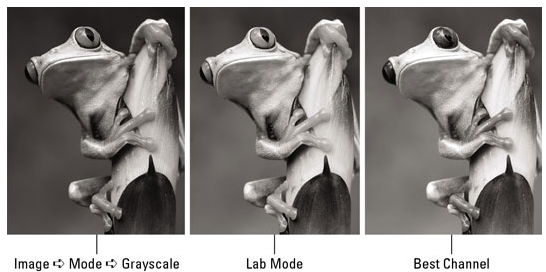 Image ➪ Mode ➪ Grayscale
Lab Mode
Best Channel